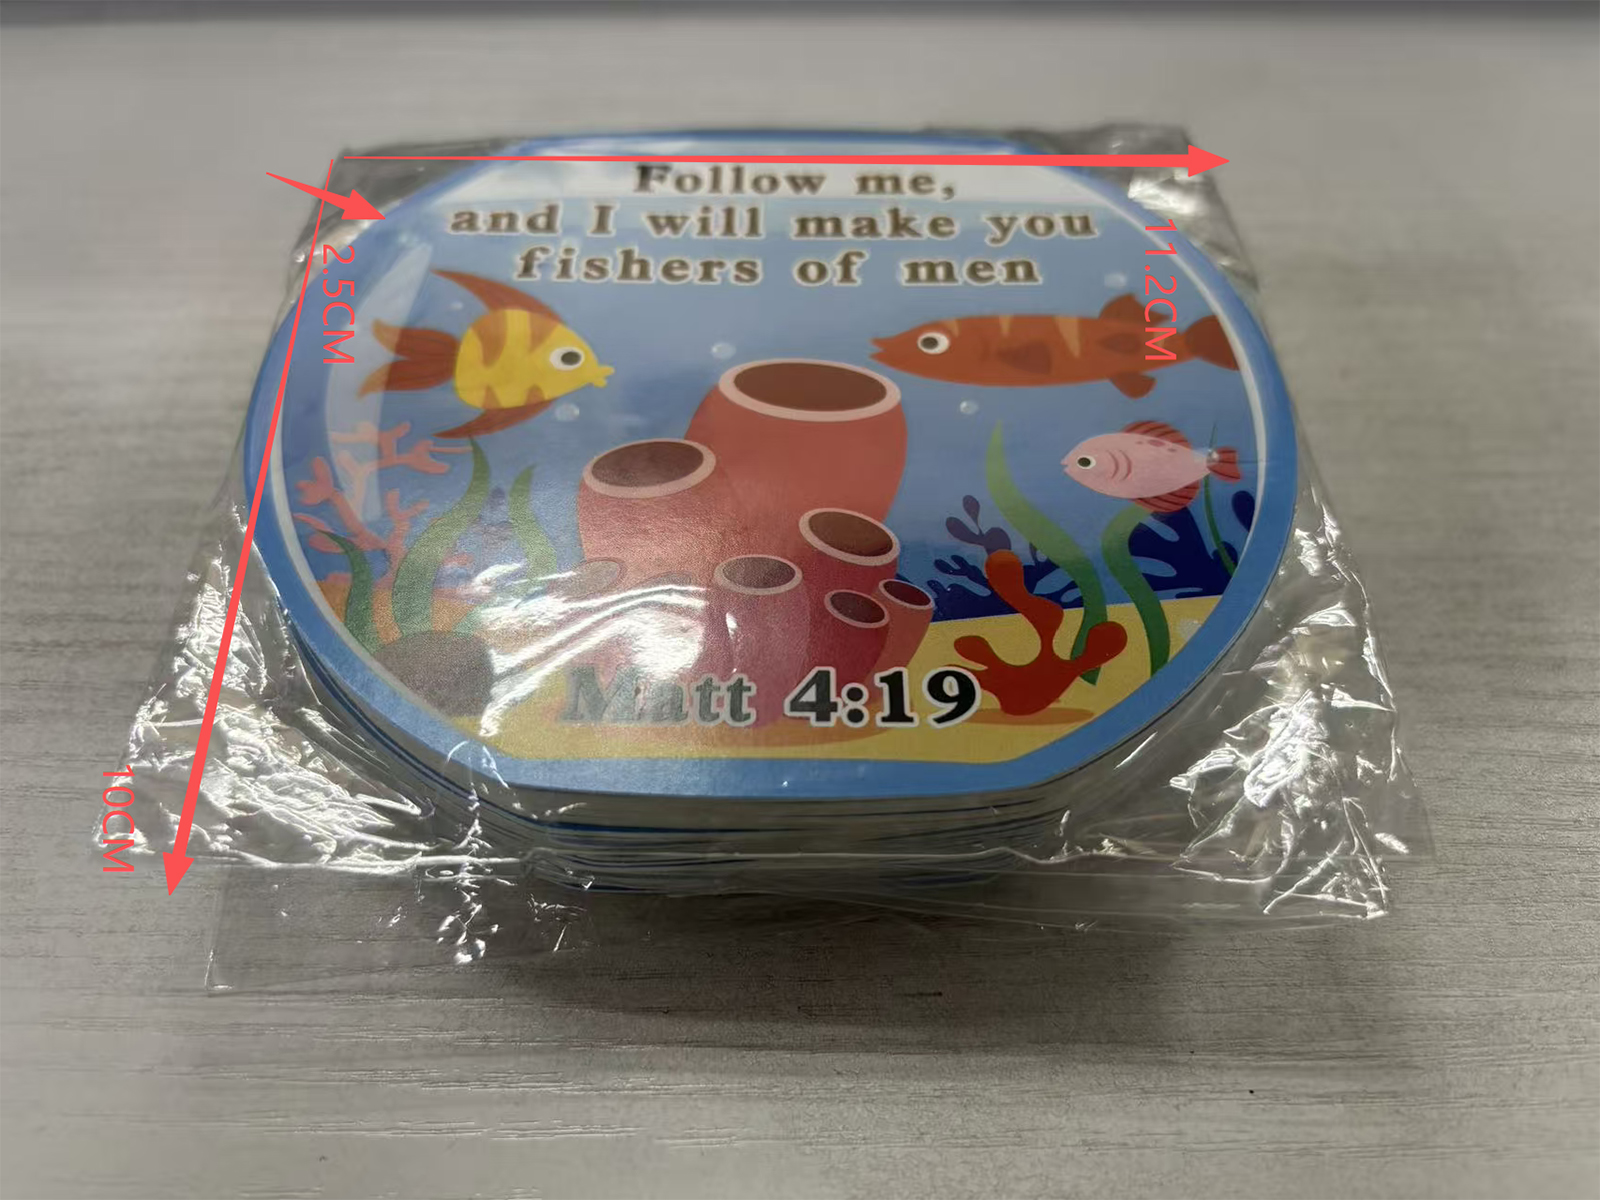 Follow me,
and I will make you
fishers of men
Matt 4:19
2.5CM
11.2CM
10CM